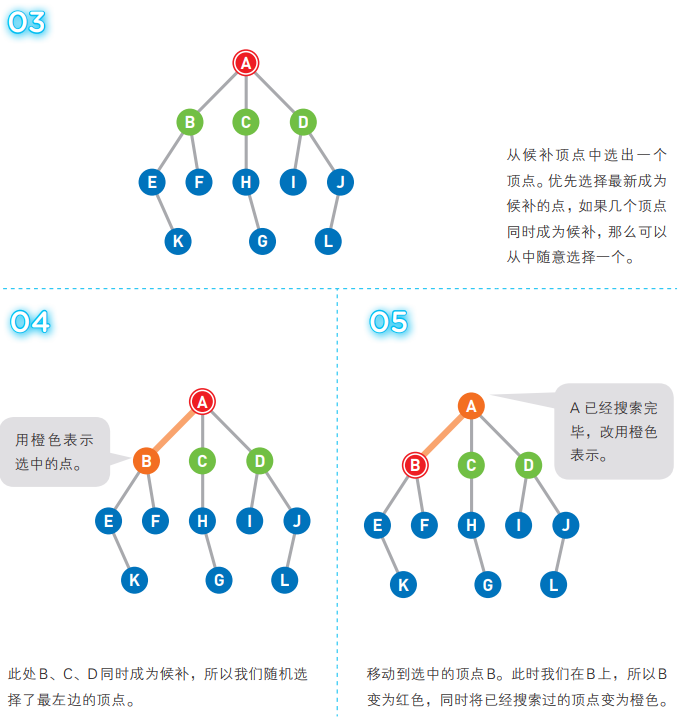 03
A
B C D
从候补顶点中选出一个
顶点。优先选择最新成为
候补的点，如果几个顶点
同时成为候补，那么可以
从中随意选择一个。
E F H I J
K G L
04
A
用橙色表示
选中的点。
B C D
E F H I J
K G L
此处B、C、D同时成为候补，所以我们随机选
择了最左边的顶点。
05
A
A 已经搜索完
毕，改用橙色
表示。
B C D
E F H I J
K G L
移动到选中的顶点B。此时我们在B上，所以B
变为红色，同时将已经搜索过的顶点变为橙色。